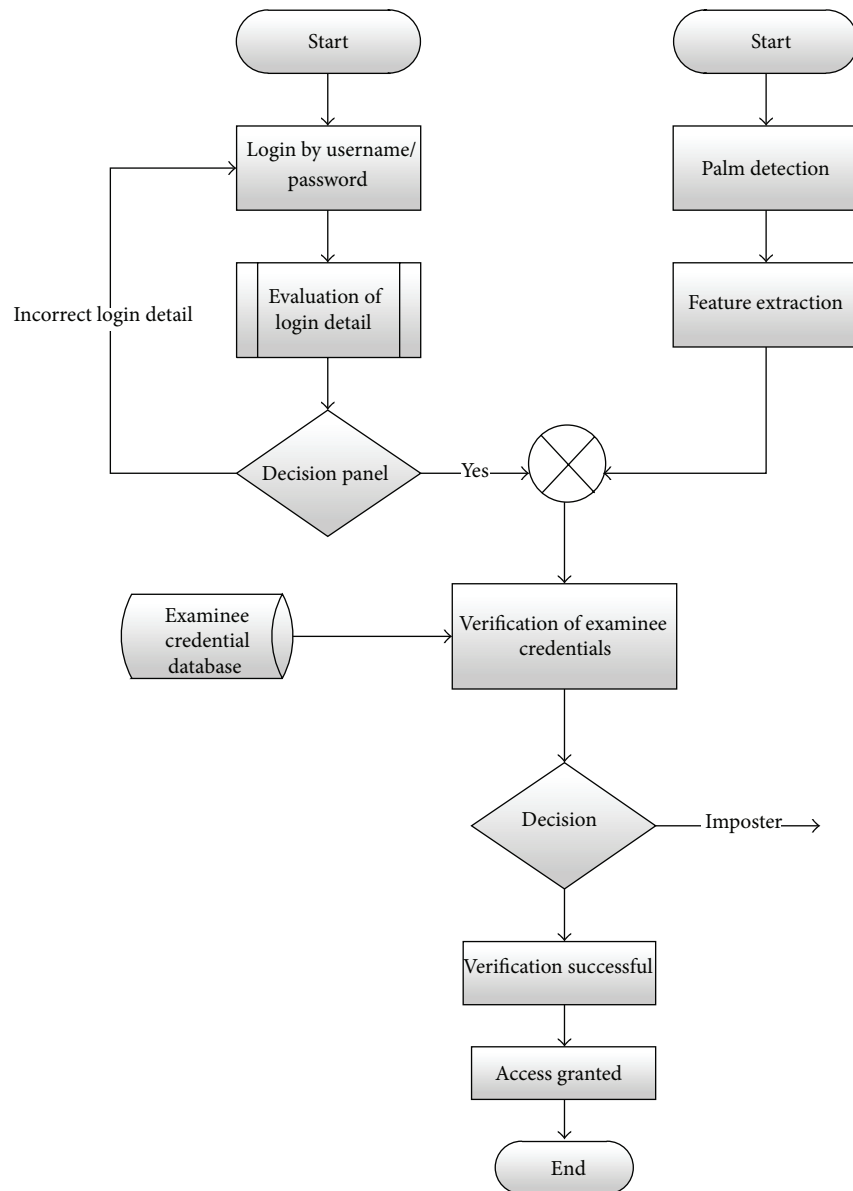 Start
Start
Login by username/
password
Palm detection
Evaluation of
login detail
Feature extraction
Incorrect login detail
Decision panel
Yes
Examinee
credential
database
Verification of examinee
credentials
Decision
Imposter
Verification successful
Access granted
End